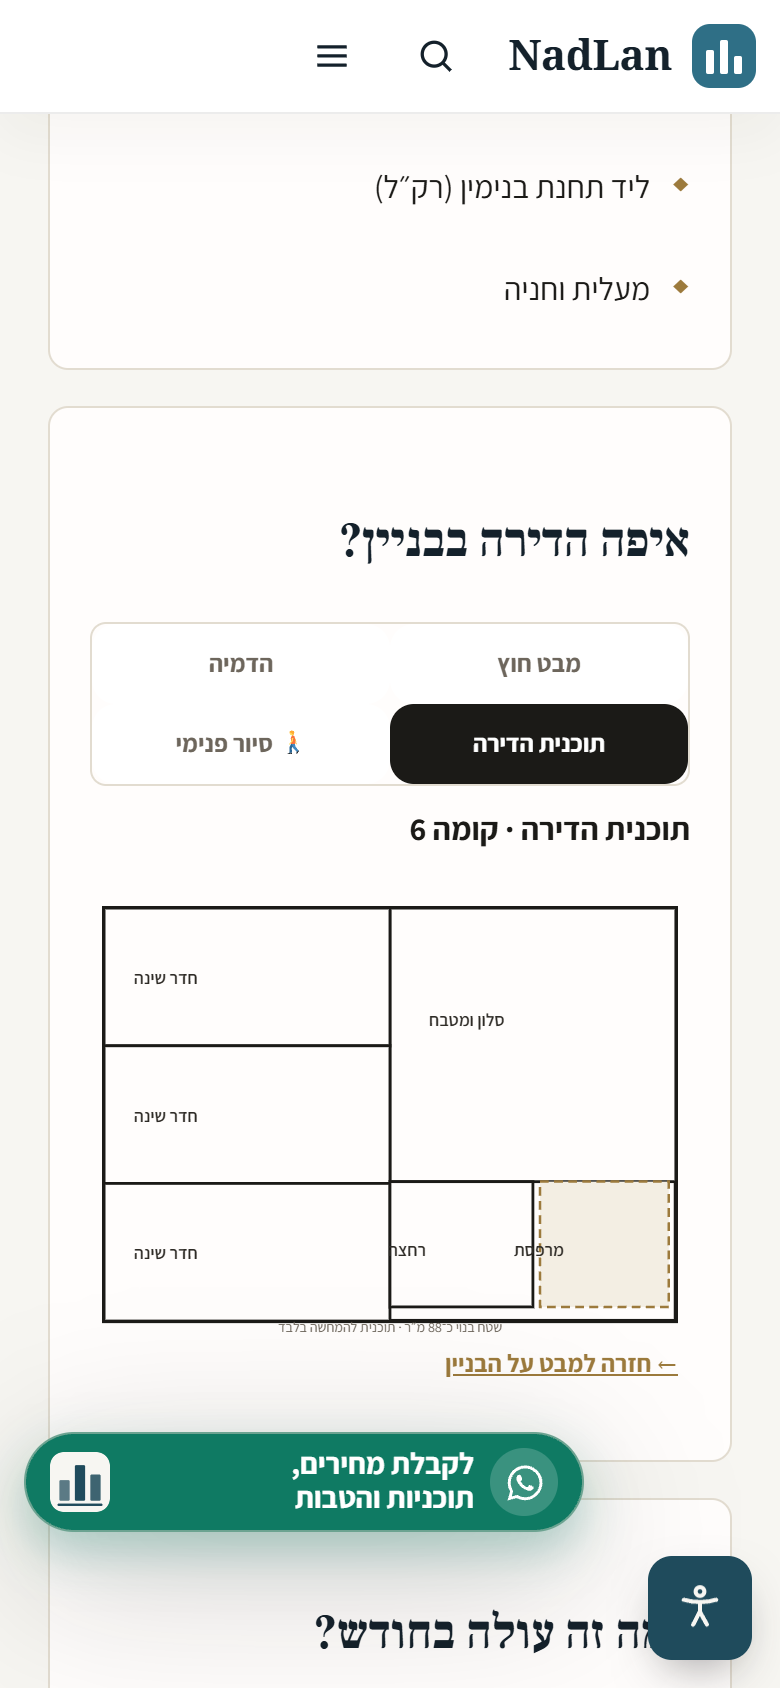 NadLan
ליד תחנת בנימין (רק״ל)
מעלית וחניה
איפה הדירה בבניין?
מבט חוץ
הדמיה
תוכנית הדירה
סיור פנימי
תוכנית הדירה · קומה 6
חדר שינה
סלון ומטבח
חדר שינה
חדר שינה
רחצה
מרפסת
שטח בנוי כ־88 מ״ר · תוכנית להמחשה בלבד
← חזרה למבט על הבניין
לקבלת מחירים,
תוכניות והטבות
זה עולה בחודש?